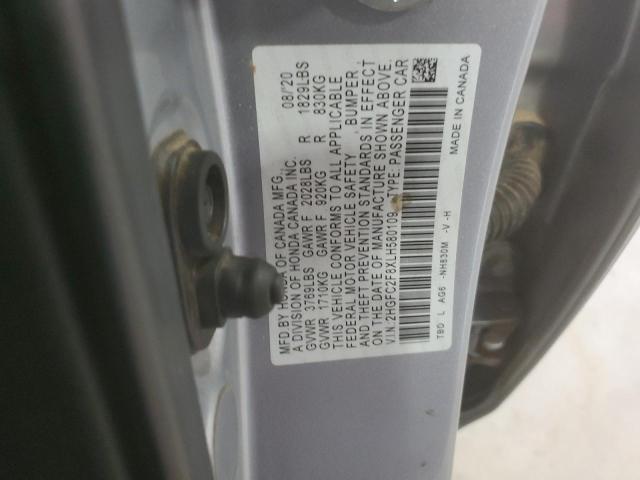 MFD. BY HONDA OF CANADA MFG. 08/'20
A DIVISION OF HONDA CANADA INC.
GVWR 3769LBS GAWR F 2028LBS R 1829LBS
GVWR 1710KG GAWR F 920KG R 830KG
THIS VEHICLE CONFORMS TO ALL APPLICABLE
FEDERAL MOTOR VEHICLE SAFETY, BUMPER
AND THEFT PREVENTION STANDARDS IN EFFECT
ON THE DATE OF MANUFACTURE SHOWN ABOVE.
V.I.N. 2HGFC2F8XLH580109 TYPE: PASSENGER CAR
TBD L AG6 -NH830M -V -H
MADE IN CANADA